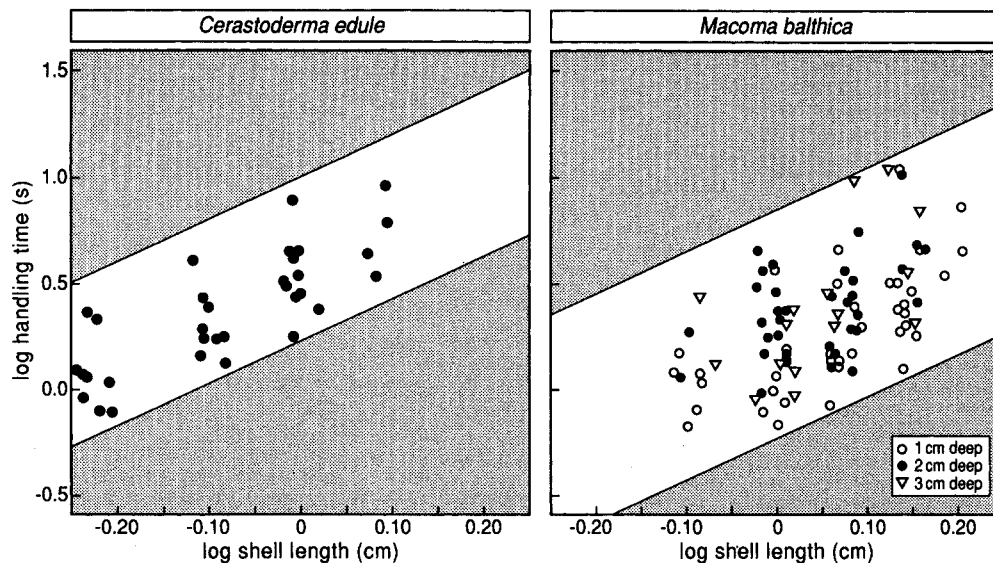 Cerastoderma edule
Macoma balthica
log handling time (s)
1.5
1.0
0.5
0.0
-0.5
-0.20
-0.10
0
0.10
0.20
log shell length (cm)
-0.20
-0.10
0
0.10
0.20
log shell length (cm)
1 cm deep
2 cm deep
3 cm deep